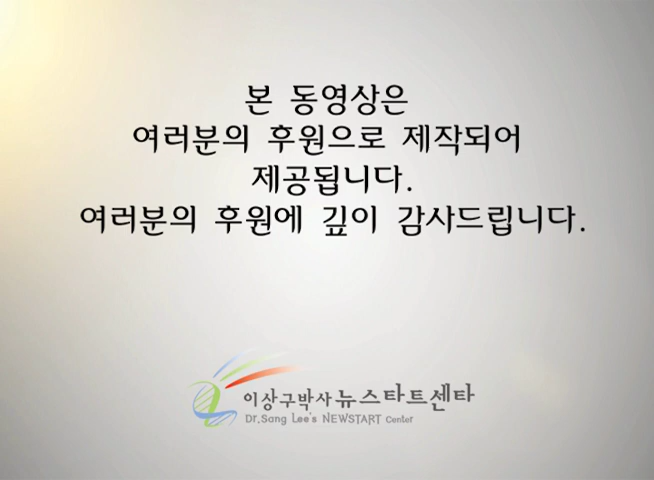 본 동영상은
여러분의 후원으로 제작되어
제공됩니다.
여러분의 후원에 깊이 감사드립니다.
이상구박사 뉴스타트센타
Dr.Sang Lee's NEWSTART Center